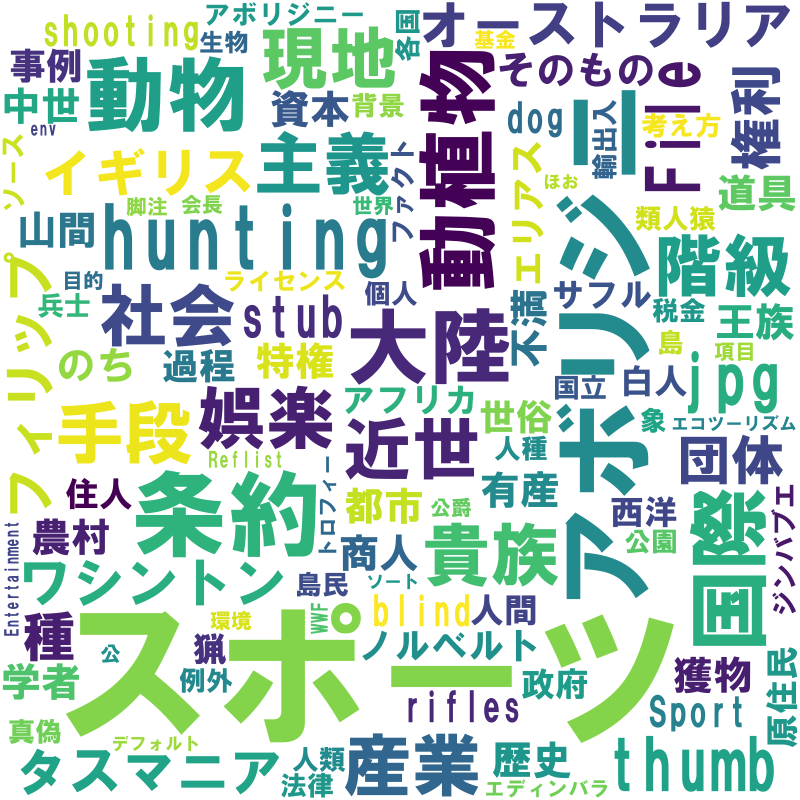 アボリジニー
shooting
生物
各国
オーストラリア
基金
事例
動物
現地
動植物
そのもの
File
権利
中世
env
資本
背景
dog
輸出入
考え方
ソース
イギリス
主義
ファクト
エリアス
ほお
道具
脚注
会長
世界
類人猿
アボリジニ
山間
hunting
階級
目的
ライセンス
個人
不満
サフル
兵士
社会
stub
大陸
税金
王族
フィリップ
のち
過程
特権
島
項目
国立
白人
jpg
手段
娯楽
アフリカ
世俗
象
エコツーリズム
近世
人種
団体
Reflist
トロフィー
住人
条約
都市
公爵
有産
西洋
国際
ジンバブエ
農村
商人
貴族
公園
Entertainment
ワシントン
島民
ソート
WWF
環境
blind
人間
種
スポーツ
猟
ノルベルト
公
学者
例外
政府
獲物
原住民
rifles
Sport
真偽
デフォルト
タスマニア
人類
法律
産業
歴史
エディンバラ
thumb